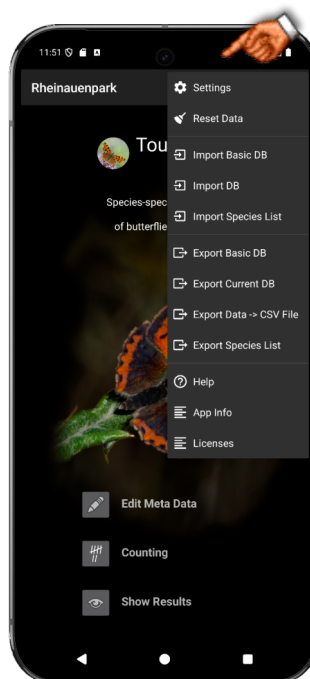 11:51
Rheinauenpark
Settings
Reset Data
Tou
Import Basic DB
Import DB
Species-spec
Import Species List
of butterflie
Export Basic DB
Export Current DB
Export Data -> CSV File
Export Species List
Help
App Info
Licenses
Edit Meta Data
Counting
Show Results